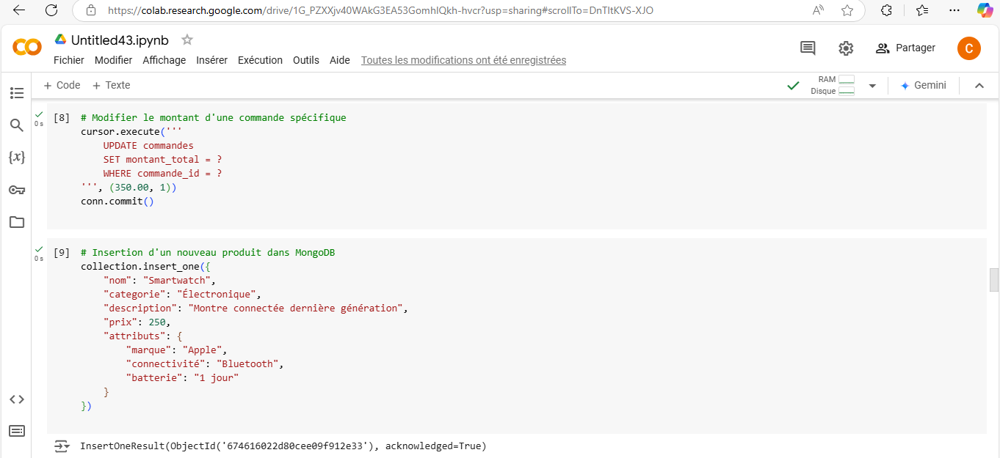 https://colab.research.google.com/drive/1G_PZXXjv40WAkG3EA53GomhlQkh-hvcr?usp=sharing#scrollTo=DnTltKVS-XJO
Untitled43.ipynb
Fichier Modifier Affichage Insérer Exécution Outils Aide Toutes les modifications ont été enregistrées
Partager
C
+ Code + Texte
RAM
Disque
Gemini
[8] # Modifier le montant d'une commande spécifique
0 s
cursor.execute('''
UPDATE commandes
SET montant_total = ?
WHERE commande_id = ?
''', (350.00, 1))
conn.commit()
[9] # Insertion d'un nouveau produit dans MongoDB
0 s
collection.insert_one({
"nom": "Smartwatch",
"categorie": "Électronique",
"description": "Montre connectée dernière génération",
"prix": 250,
"attributs": {
"marque": "Apple",
"connectivité": "Bluetooth",
"batterie": "1 jour"
}
})
InsertOneResult(ObjectId('674616022d80cee09f912e33'), acknowledged=True)